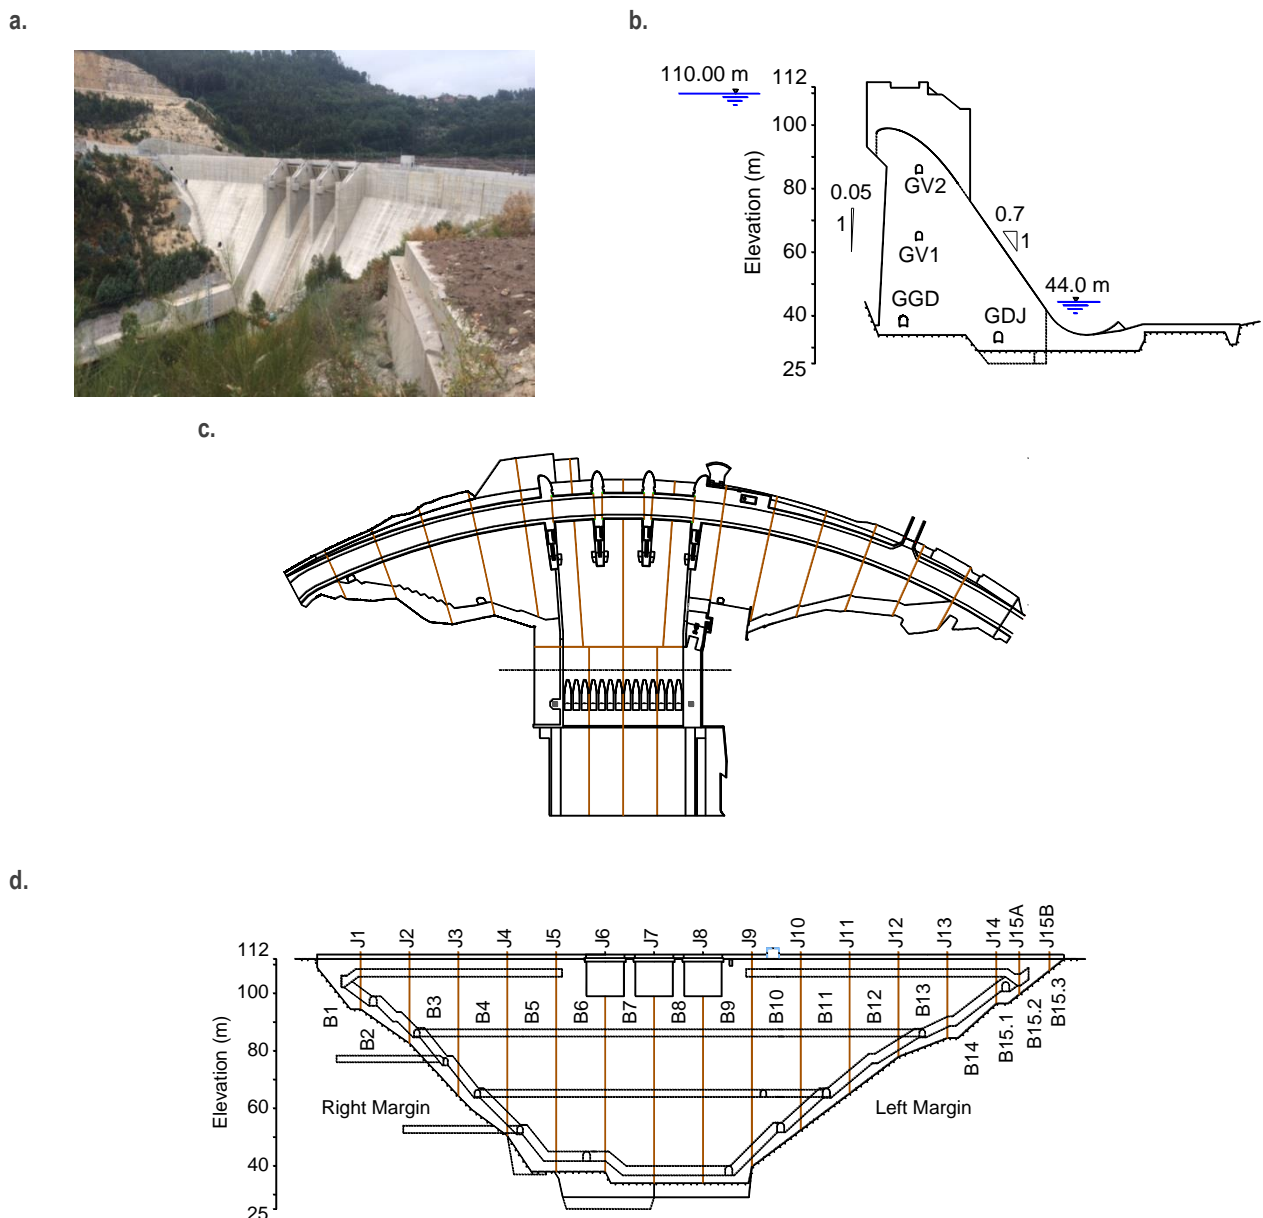 a.
b.
110.00 m
112
100
80
60
40
25
Elevation (m)
0.05
1
GV2
GV1
GGD
GDJ
0.7
1
44.0 m
c.
d.
112
100
80
60
40
25
Elevation (m)
J1
J2
J3
J4
J5
J6
J7
J8
J9
J10
J11
J12
J13
J14
J15A
J15B
B1
B2
B3
B4
B5
B6
B7
B8
B9
B10
B11
B12
B13
B14
B15.1
B15.2
B15.3
Right Margin
Left Margin